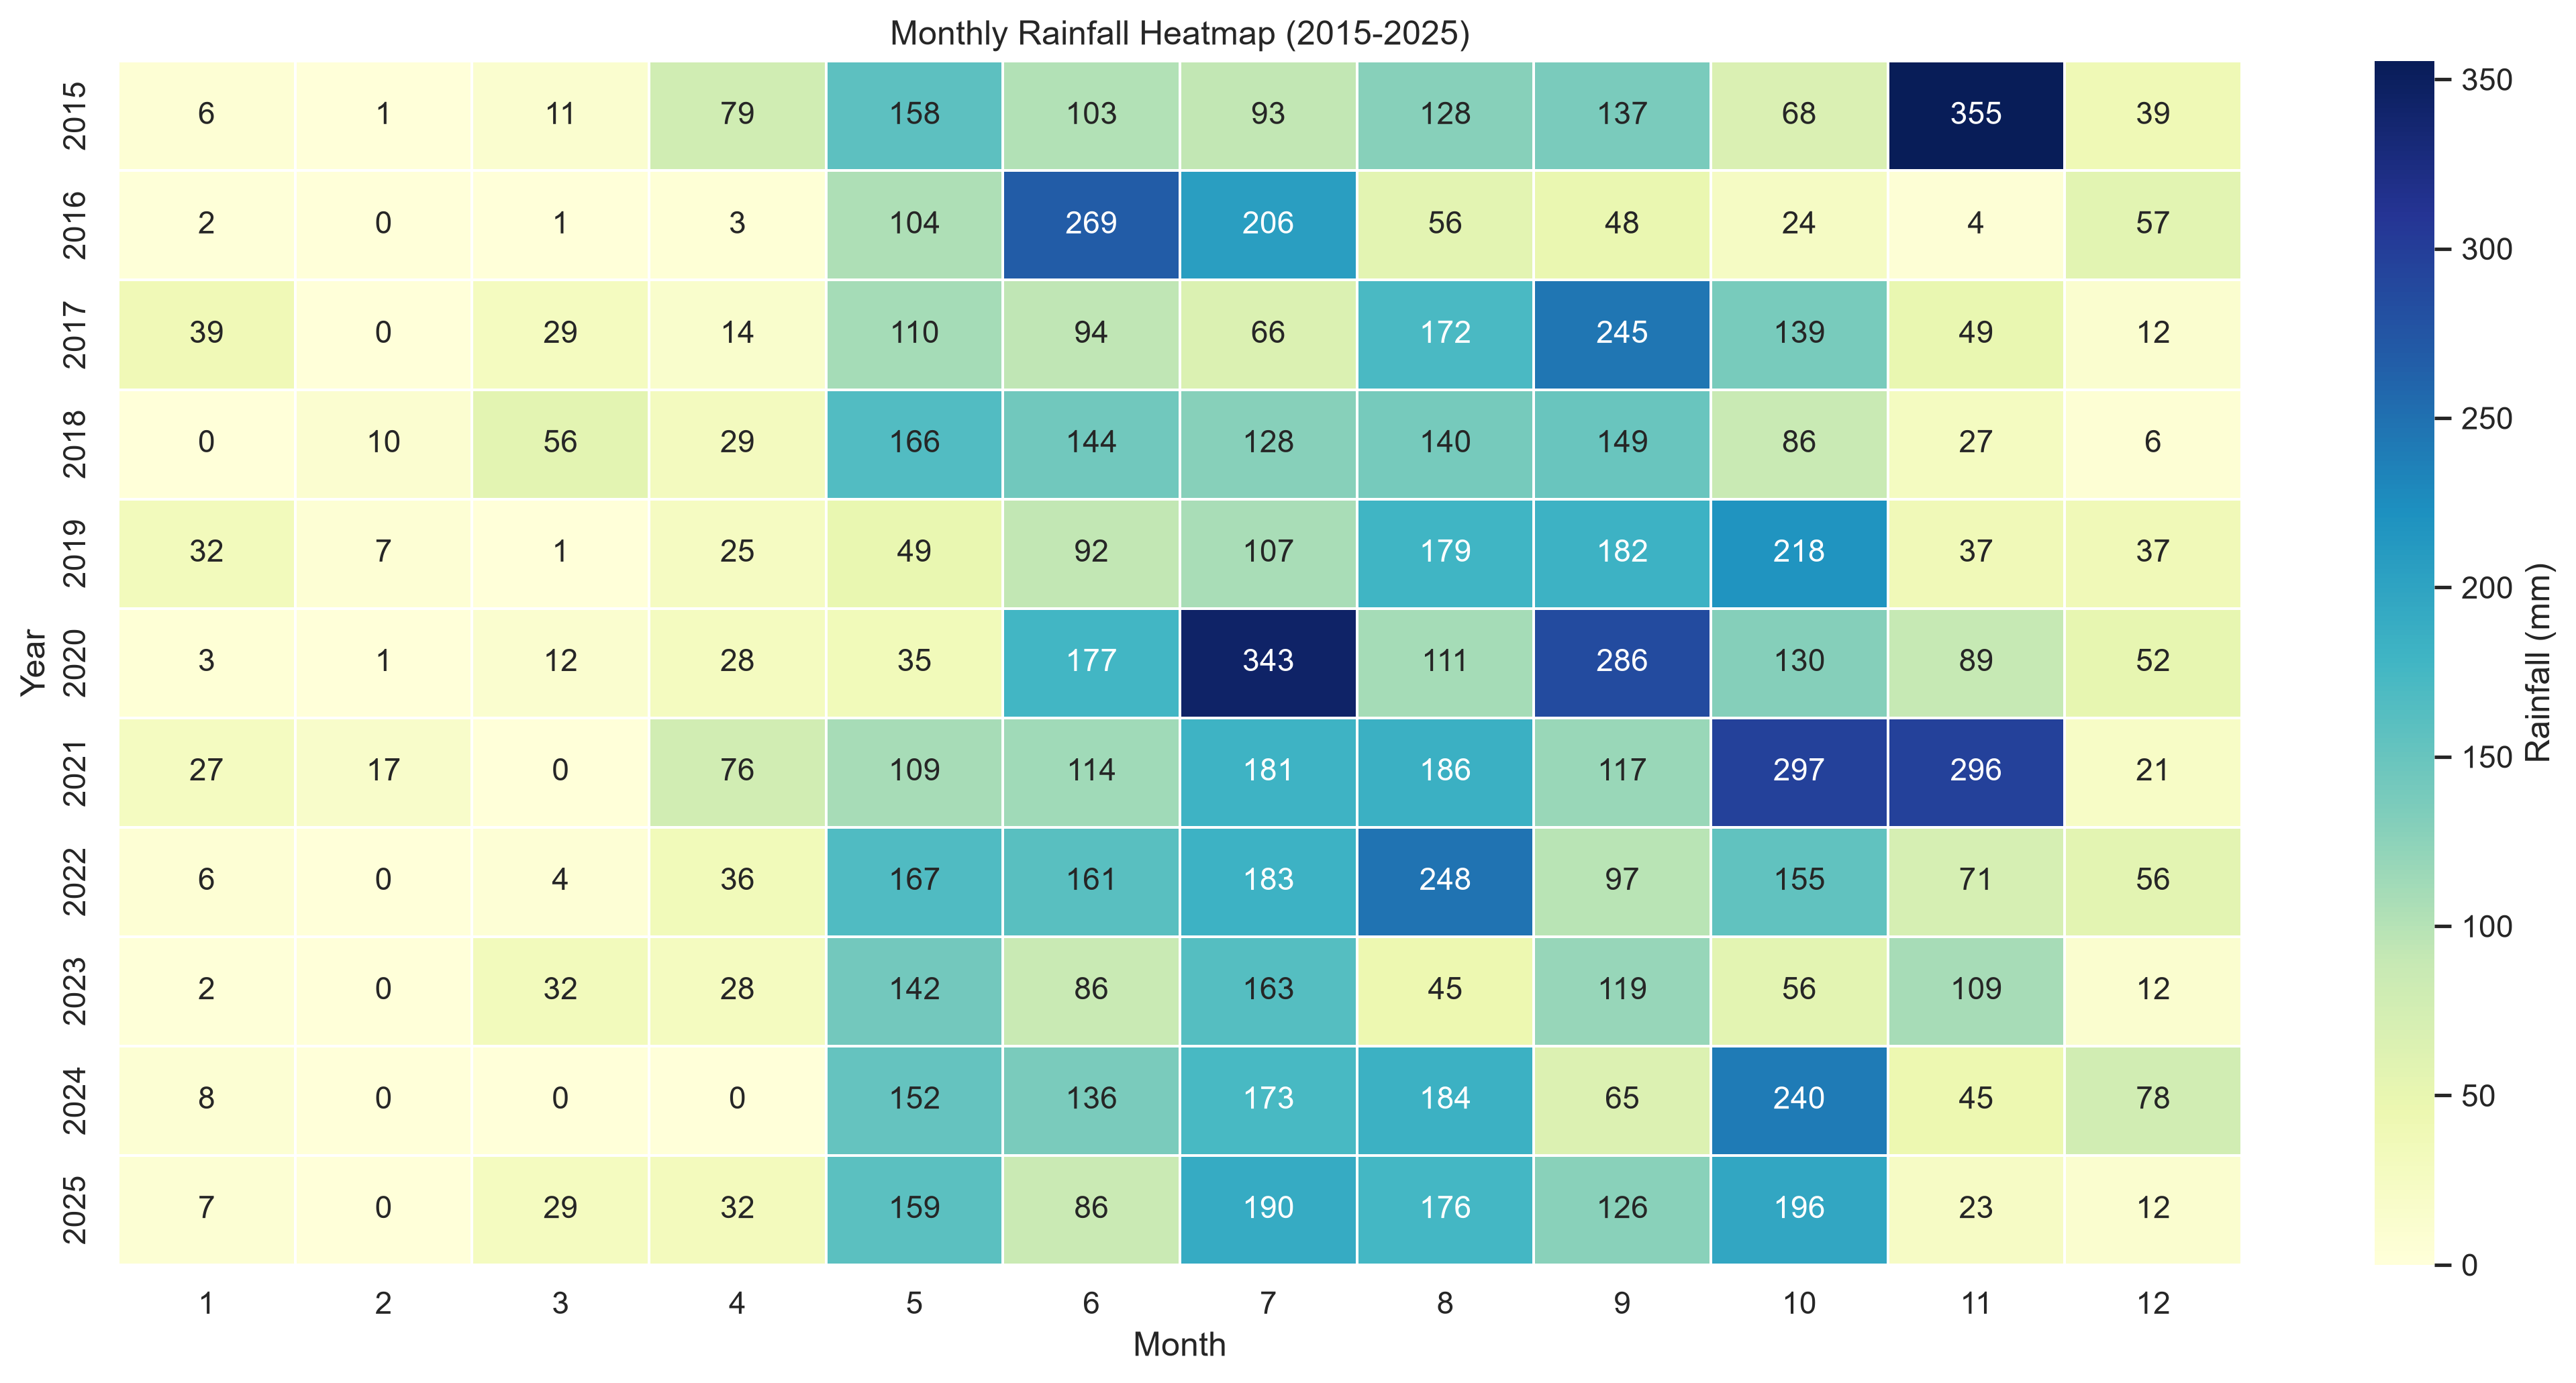 Monthly Rainfall Heatmap (2015-2025)
Year
2015 6 1 11 79 158 103 93 128 137 68 355 39
2016 2 0 1 3 104 269 206 56 48 24 4 57
2017 39 0 29 14 110 94 66 172 245 139 49 12
2018 0 10 56 29 166 144 128 140 149 86 27 6
2019 32 7 1 25 49 92 107 179 182 218 37 37
2020 3 1 12 28 35 177 343 111 286 130 89 52
2021 27 17 0 76 109 114 181 186 117 297 296 21
2022 6 0 4 36 167 161 183 248 97 155 71 56
2023 2 0 32 28 142 86 163 45 119 56 109 12
2024 8 0 0 0 152 136 173 184 65 240 45 78
2025 7 0 29 32 159 86 190 176 126 196 23 12
1 2 3 4 5 6 7 8 9 10 11 12
Month
350
300
250
200
150
100
50
0
Rainfall (mm)